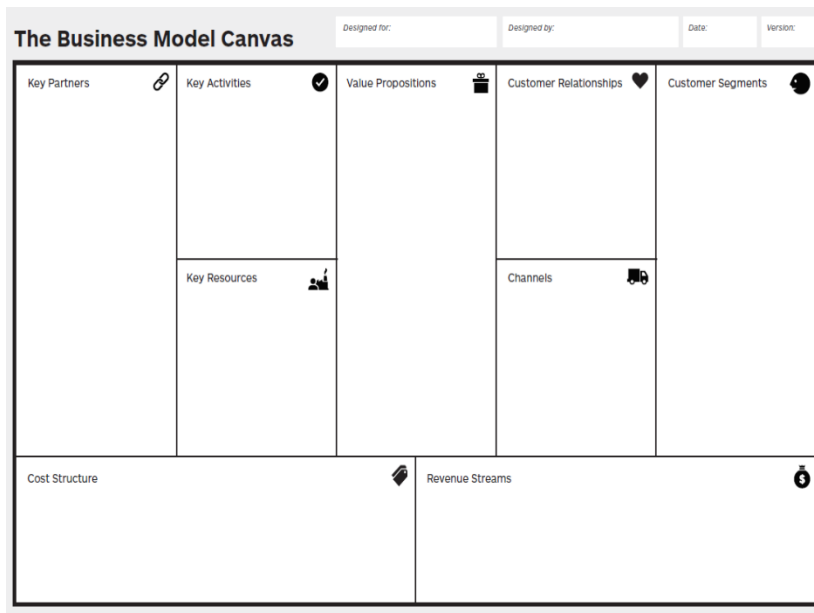 The Business Model Canvas
Designed for:
Designed by:
Date:
Version:
Key Partners
Key Activities
Value Propositions
Customer Relationships
Customer Segments
Key Resources
Channels
Cost Structure
Revenue Streams
$